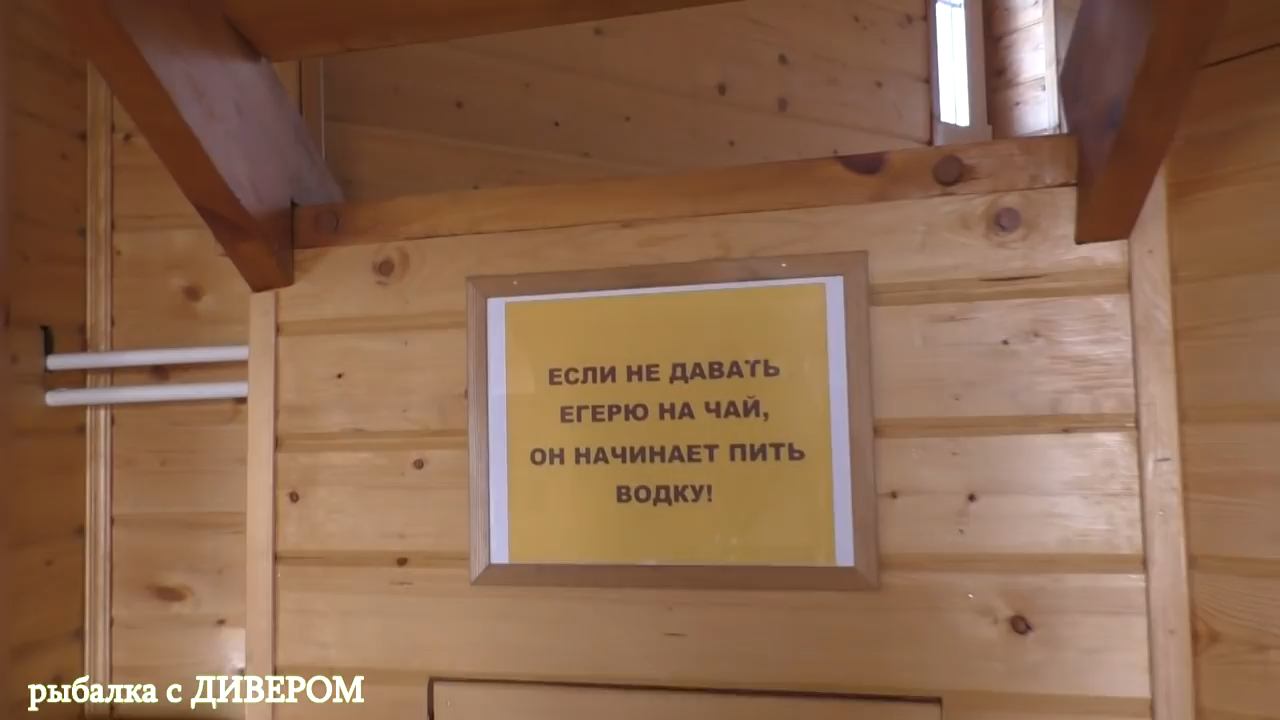 ЕСЛИ НЕ ДАВАТЬ
ЕГЕРЮ НА ЧАЙ,
ОН НАЧИНАЕТ ПИТЬ
ВОДКУ!
рыбалка с ДИВЕРОМ